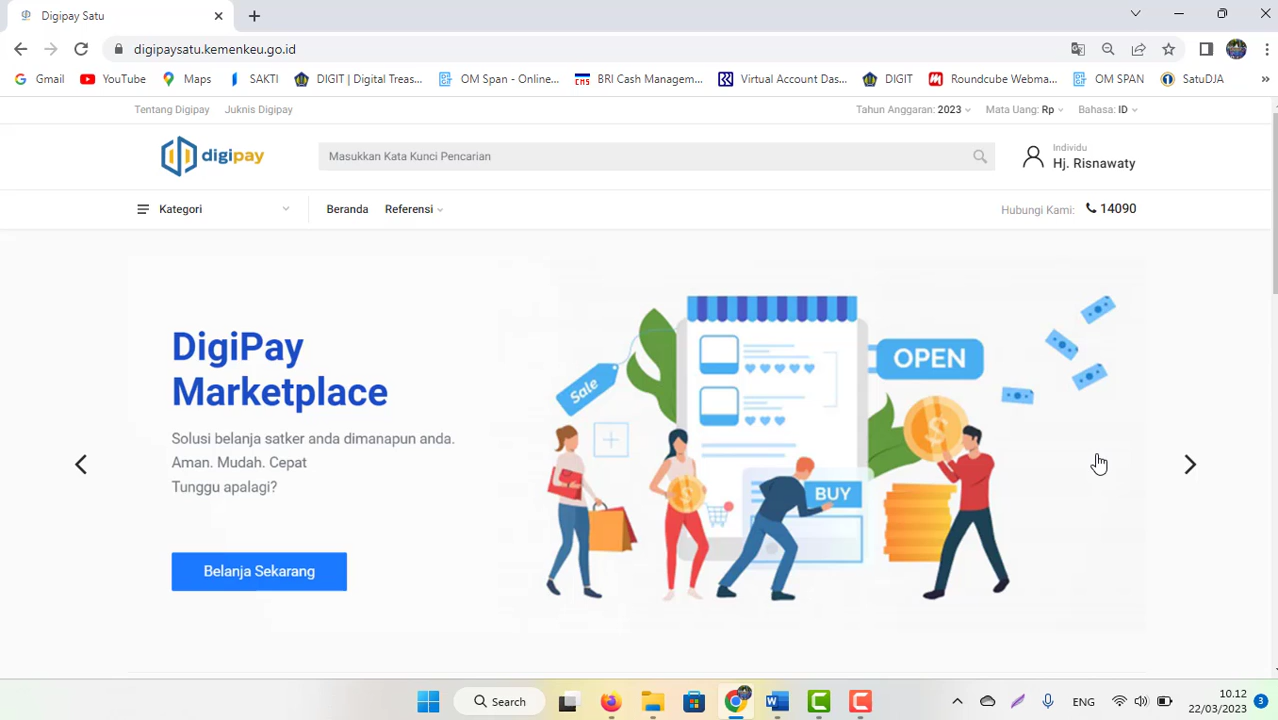 Digipay Satu
digipaysatu.kemenkeu.go.id
Gmail YouTube Maps SAKTI DIGIT | Digital Treas... OM Span - Online... CMS BRI Cash Managem... Virtual Account Das... DIGIT Roundcube Webma... OM SPAN SatuDJA »
Tentang Digipay Juknis Digipay Tahun Anggaran: 2023 Mata Uang: Rp Bahasa: ID
digipay
Masukkan Kata Kunci Pencarian
Individu
Hj. Risnawaty
Kategori Beranda Referensi Hubungi Kami: 14090
DigiPay
Marketplace
Solusi belanja satker anda dimanapun anda.
Aman. Mudah. Cepat
Tunggu apalagi?
Belanja Sekarang
Sale
OPEN
BUY
Search
ENG
10.12
22/03/2023
3